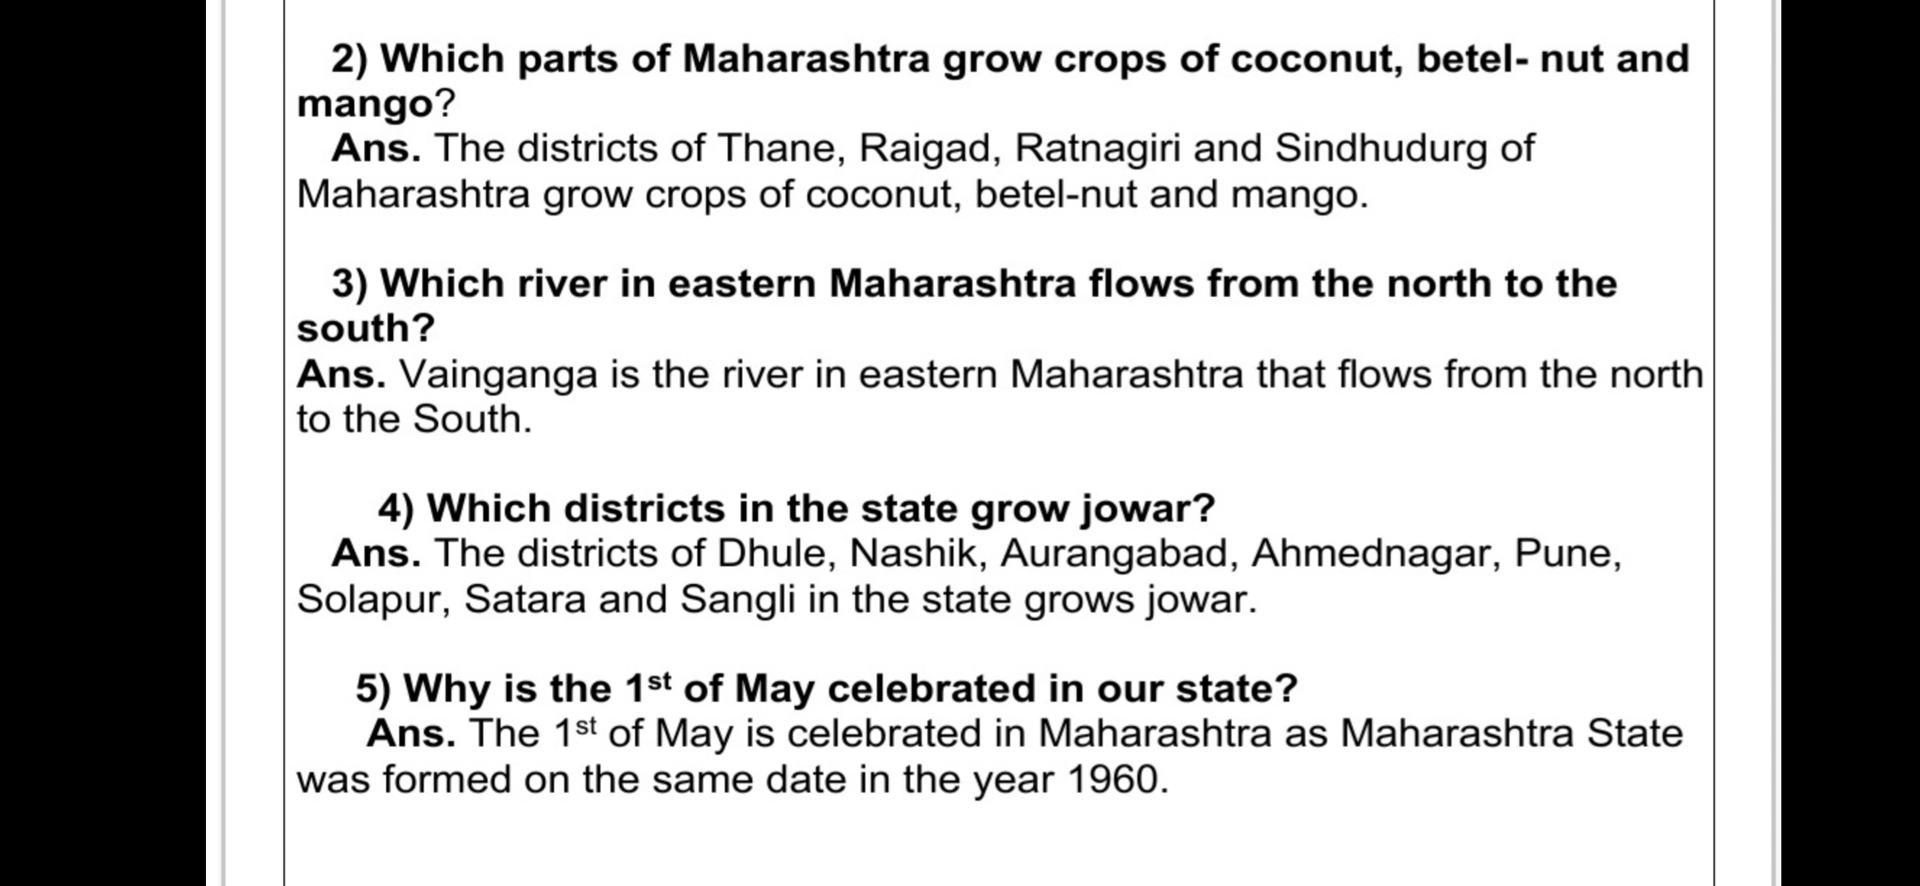 2) Which parts of Maharashtra grow crops of coconut, betel- nut and
mango?
Ans. The districts of Thane, Raigad, Ratnagiri and Sindhudurg of
Maharashtra grow crops of coconut, betel-nut and mango.
3) Which river in eastern Maharashtra flows from the north to the
south?
Ans. Vainganga is the river in eastern Maharashtra that flows from the north
to the South.
4) Which districts in the state grow jowar?
Ans. The districts of Dhule, Nashik, Aurangabad, Ahmednagar, Pune,
Solapur, Satara and Sangli in the state grows jowar.
5) Why is the 1st of May celebrated in our state?
Ans. The 1st of May is celebrated in Maharashtra as Maharashtra State
was formed on the same date in the year 1960.